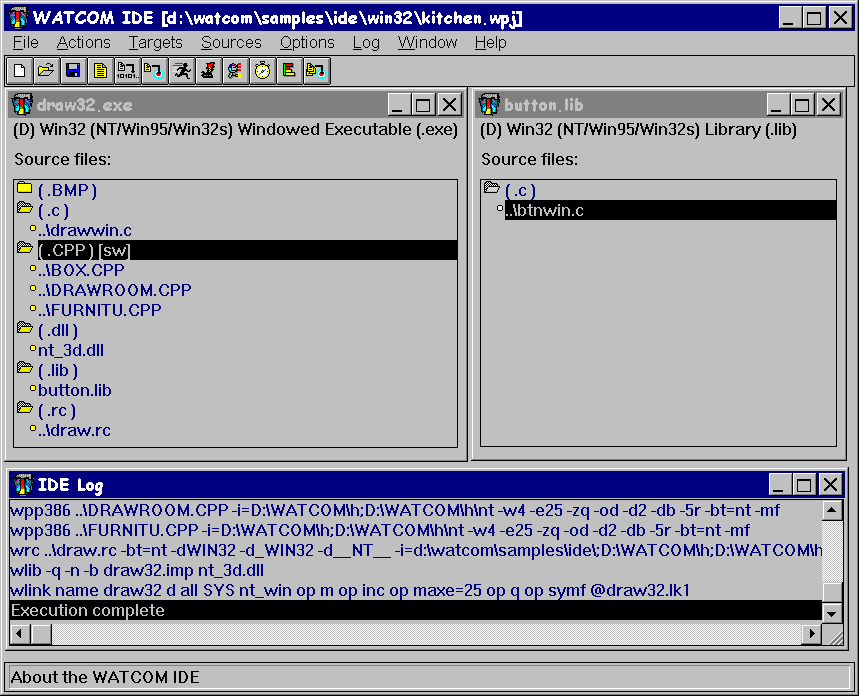 WATCOM IDE [d:\watcom\samples\ide\win32\kitchen.wpj]
File Actions Targets Sources Options Log Window Help
draw32.exe
(D) Win32 (NT/Win95/Win32s) Windowed Executable (.exe)
Source files:
( .BMP )
( .c )
..\drawwin.c
( .CPP ) [sw]
..\BOX.CPP
..\DRAWROOM.CPP
..\FURNITU.CPP
( .dll )
nt_3d.dll
( .lib )
button.lib
( .rc )
..\draw.rc
button.lib
(D) Win32 (NT/Win95/Win32s) Library (.lib)
Source files:
( .c )
..\btnwin.c
IDE Log
wpp386 ..\DRAWROOM.CPP -i=D:\WATCOM\h;D:\WATCOM\h\nt -w4 -e25 -zq -od -d2 -db -5r -bt=nt -mf
wpp386 ..\FURNITU.CPP -i=D:\WATCOM\h;D:\WATCOM\h\nt -w4 -e25 -zq -od -d2 -db -5r -bt=nt -mf
wrc ..\draw.rc -bt=nt -dWIN32 -d_WIN32 -d__NT__ -i=d:\watcom\samples\ide\;D:\WATCOM\h;D:\WATCOM\h
wlib -q -n -b draw32.imp nt_3d.dll
wlink name draw32 d all SYS nt_win op m op inc op maxe=25 op q op symf @draw32.lk1
Execution complete
About the WATCOM IDE